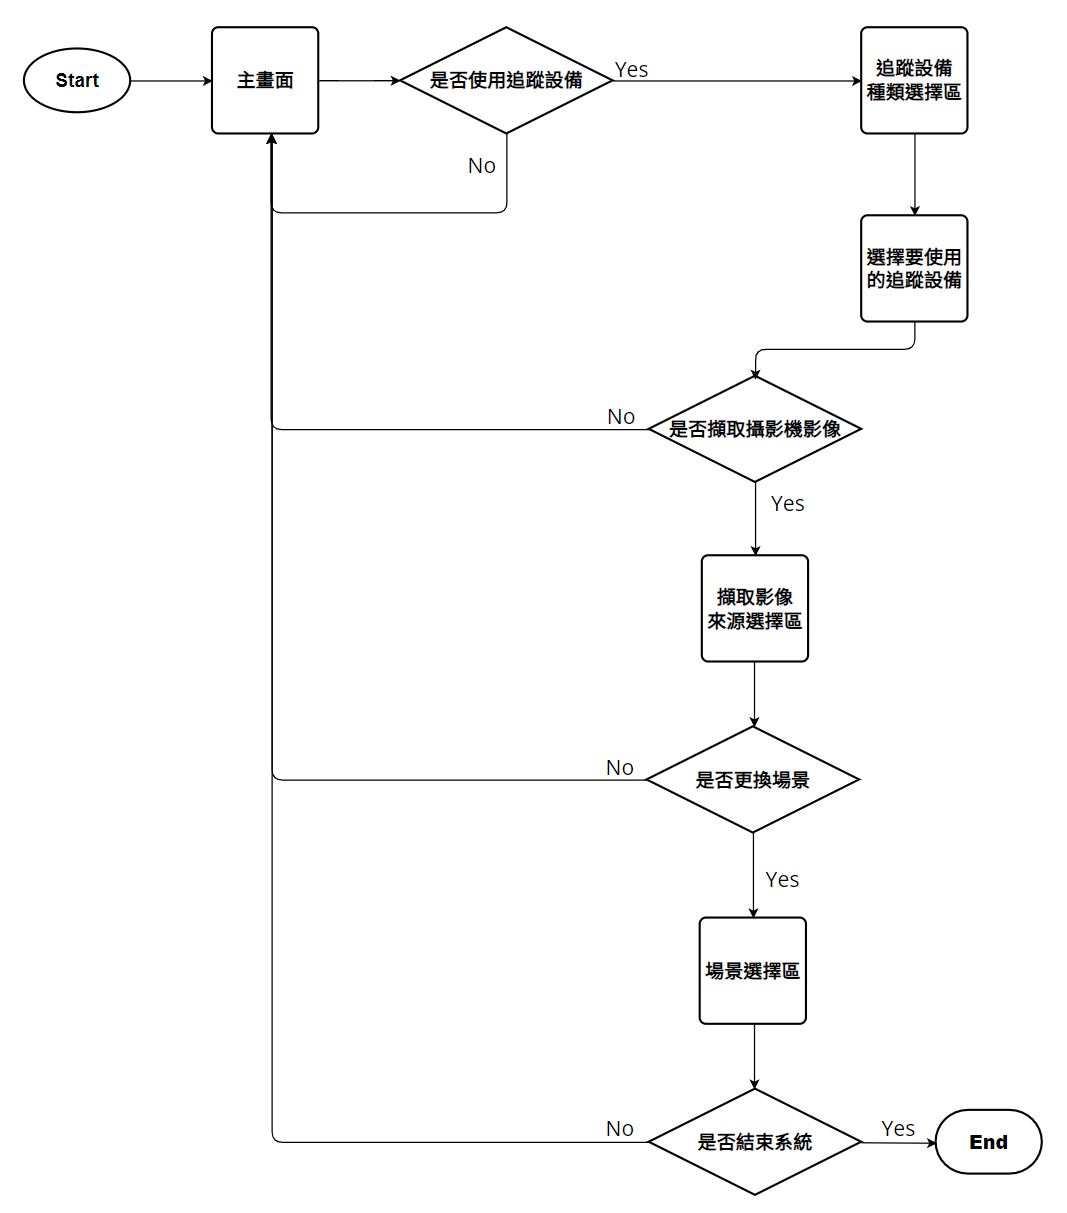 Start
主畫面
是否使用追蹤設備
Yes
追蹤設備
種類選擇區
No
選擇要使用
的追蹤設備
No
是否擷取攝影機影像
Yes
擷取影像
來源選擇區
No
是否更換場景
Yes
場景選擇區
No
是否結束系統
Yes
End